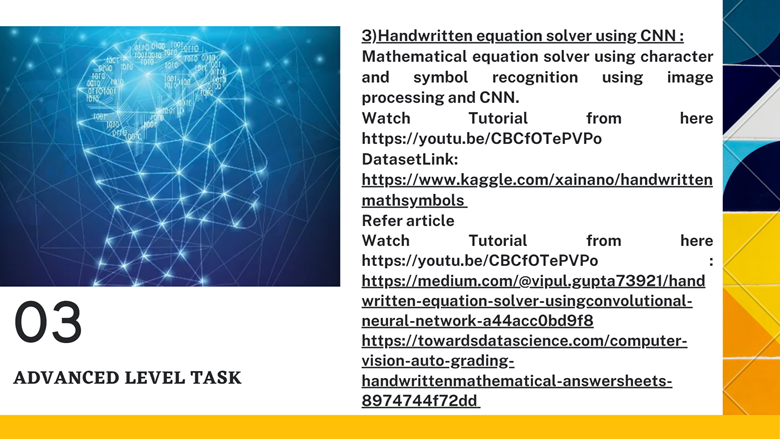 3)Handwritten equation solver using CNN :
Mathematical equation solver using character
and symbol recognition using image
processing and CNN.
Watch Tutorial from here
https://youtu.be/CBCfOTePVPo
DatasetLink:
https://www.kaggle.com/xainano/handwritten
mathsymbols
Refer article
Watch Tutorial from here
https://youtu.be/CBCfOTePVPo :
https://medium.com/@vipul.gupta73921/hand
written-equation-solver-usingconvolutional-
neural-network-a44acc0bd9f8
https://towardsdatascience.com/computer-
vision-auto-grading-
handwrittenmathematical-answersheets-
8974744f72dd
03
ADVANCED LEVEL TASK